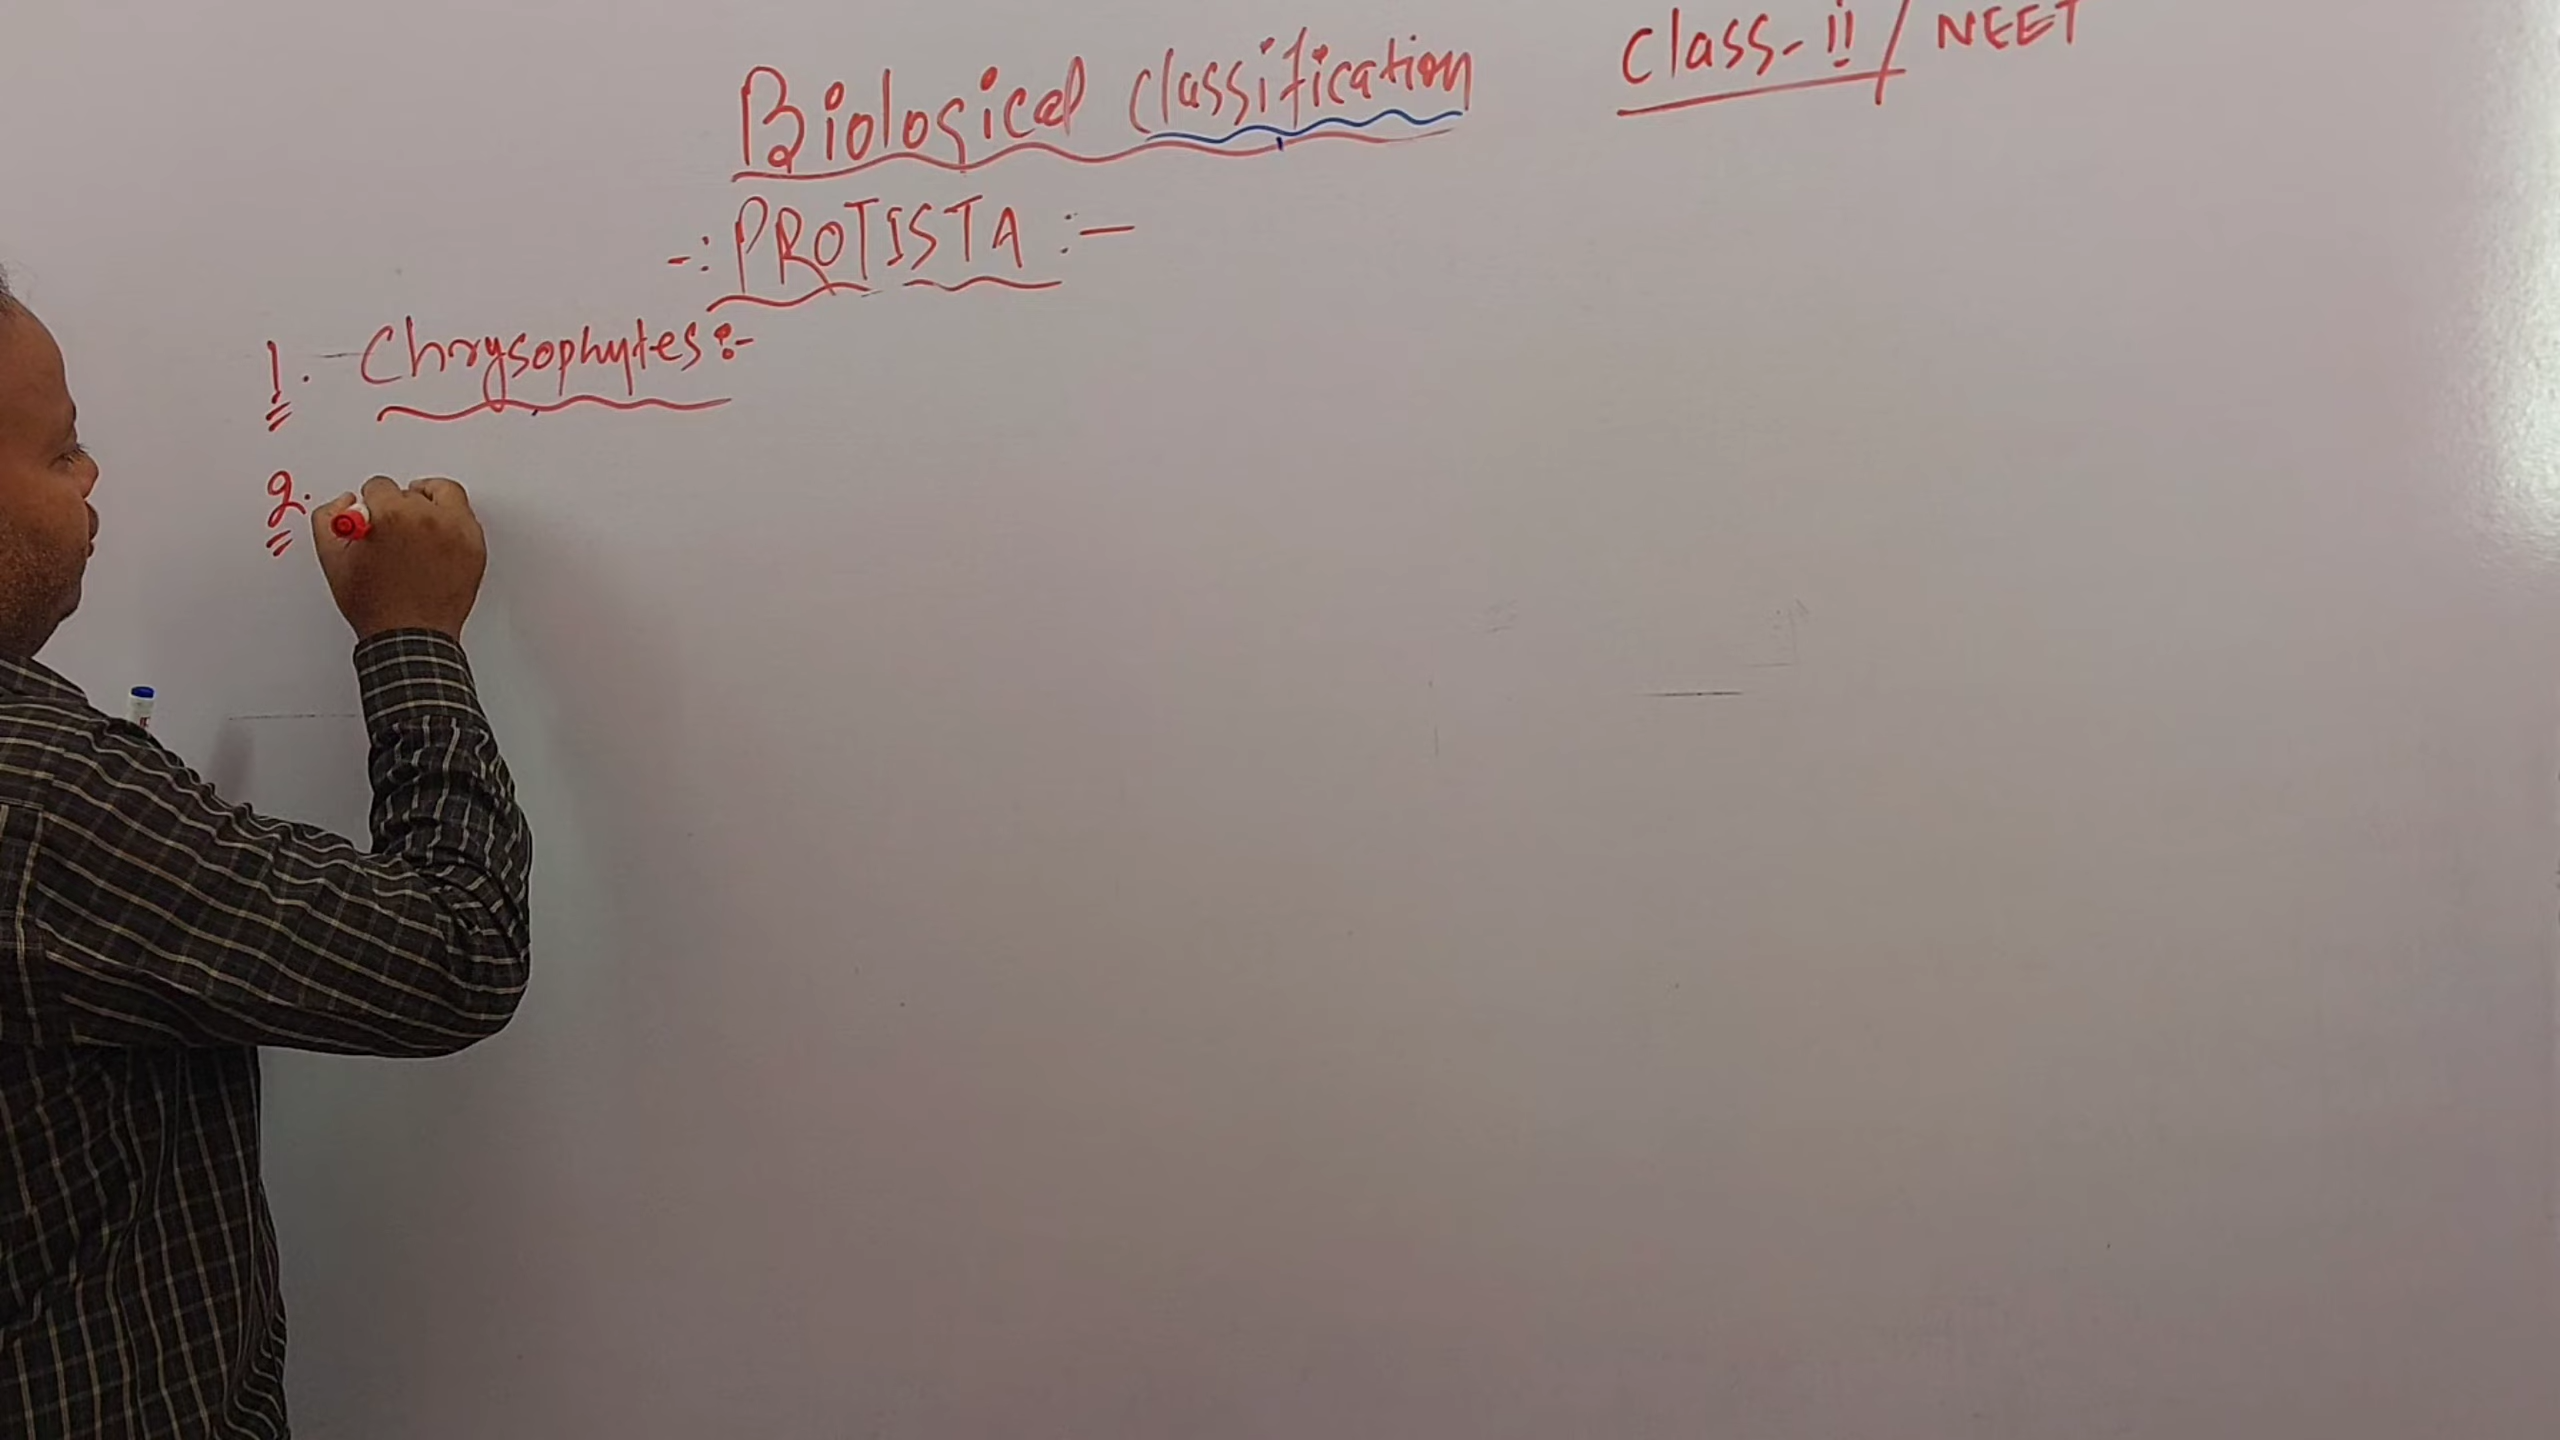 Biological classification
Class-11 / NEET
-: PROTISTA :-
1. Chrysophytes :-
2.